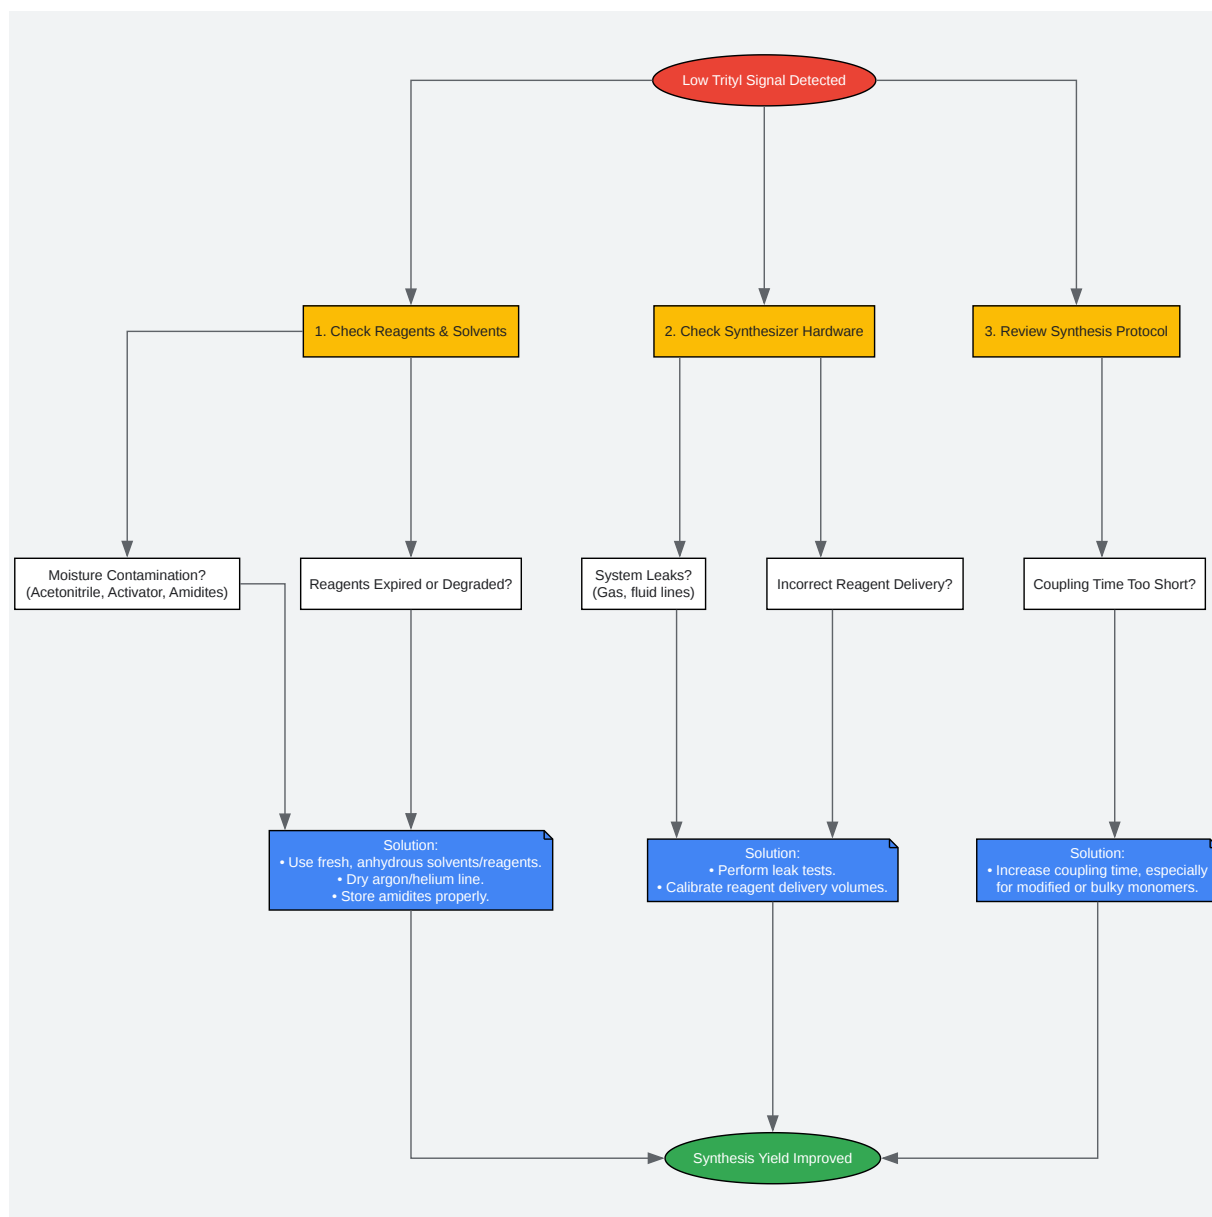 Low Trityl Signal Detected
1. Check Reagents & Solvents
2. Check Synthesizer Hardware
3. Review Synthesis Protocol
Moisture Contamination?
(Acetonitrile, Activator, Amidites)
Reagents Expired or Degraded?
System Leaks?
(Gas, fluid lines)
Incorrect Reagent Delivery?
Coupling Time Too Short?
Solution:
• Use fresh, anhydrous solvents/reagents.
• Dry argon/helium line.
• Store amidites properly.
Solution:
• Perform leak tests.
• Calibrate reagent delivery volumes.
Solution:
• Increase coupling time, especially
for modified or bulky monomers.
Synthesis Yield Improved